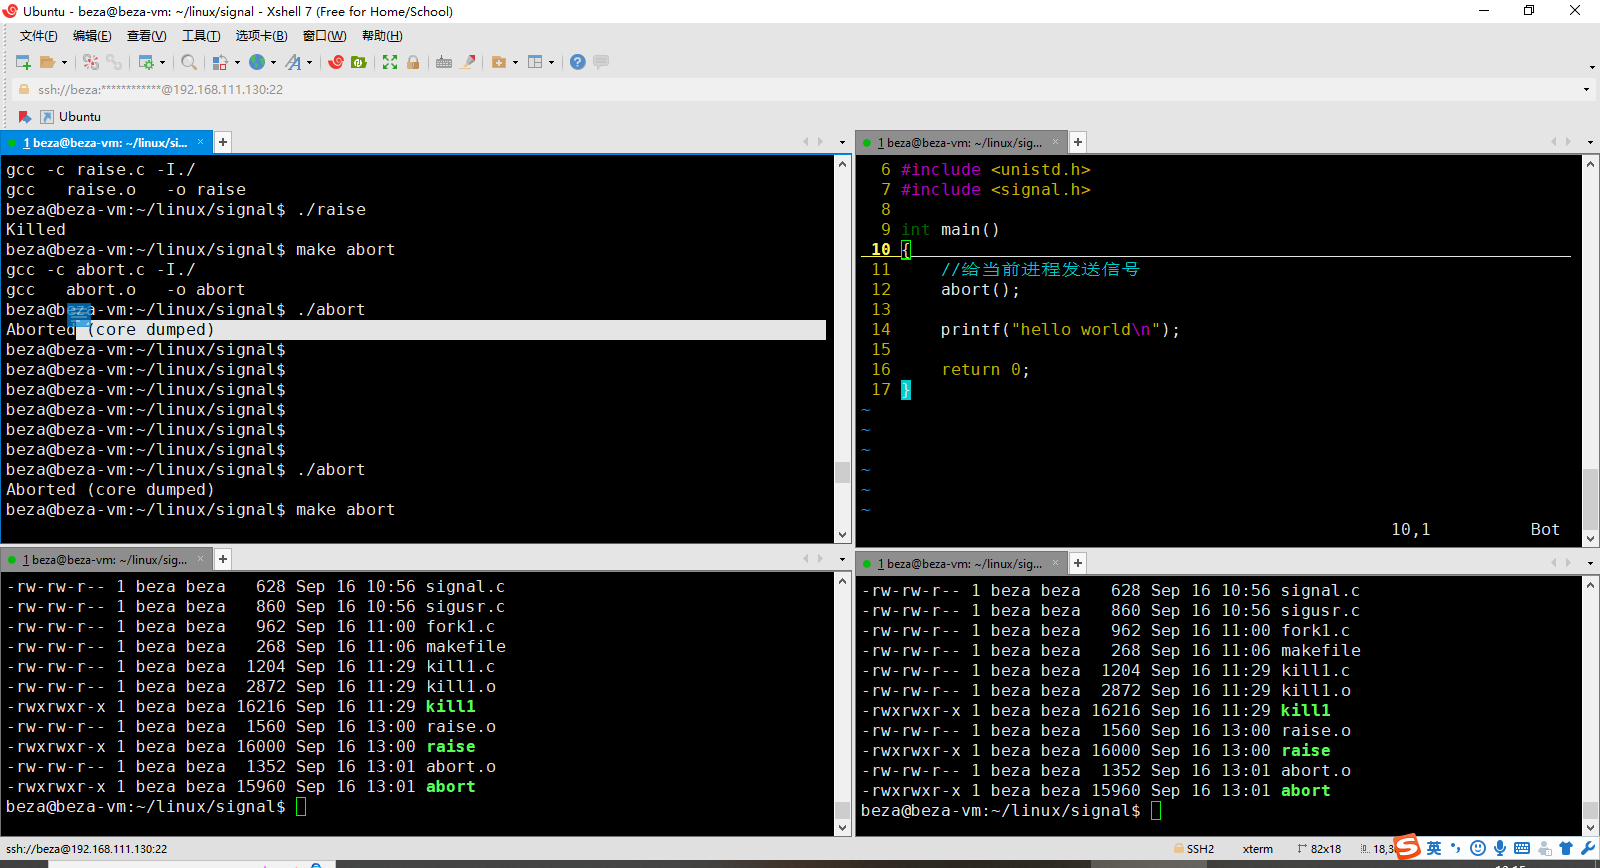 Ubuntu - beza@beza-vm: ~/linux/signal - Xshell 7 (Free for Home/School)
文件(F) 编辑(E) 查看(V) 工具(T) 选项卡(B) 窗口(W) 帮助(H)
ssh://beza:************@192.168.111.130:22
Ubuntu
1 beza@beza-vm: ~/linux/si...
gcc -c raise.c -I./
gcc   raise.o   -o raise
beza@beza-vm:~/linux/signal$ ./raise
Killed
beza@beza-vm:~/linux/signal$ make abort
gcc -c abort.c -I./
gcc   abort.o   -o abort
beza@beza-vm:~/linux/signal$ ./abort
Aborted (core dumped)
beza@beza-vm:~/linux/signal$
beza@beza-vm:~/linux/signal$
beza@beza-vm:~/linux/signal$
beza@beza-vm:~/linux/signal$
beza@beza-vm:~/linux/signal$
beza@beza-vm:~/linux/signal$
beza@beza-vm:~/linux/signal$ ./abort
Aborted (core dumped)
beza@beza-vm:~/linux/signal$ make abort
1 beza@beza-vm: ~/linux/sig...
6 #include <unistd.h>
7 #include <signal.h>
8
9 int main()
10 {
11     //给当前进程发送信号
12     abort();
13
14     printf("hello world\n");
15
16     return 0;
17 }
~
~
~
~
~
~
10,1 Bot
1 beza@beza-vm: ~/linux/sig...
-rw-rw-r-- 1 beza beza   628 Sep 16 10:56 signal.c
-rw-rw-r-- 1 beza beza   860 Sep 16 10:56 sigusr.c
-rw-rw-r-- 1 beza beza   962 Sep 16 11:00 fork1.c
-rw-rw-r-- 1 beza beza   268 Sep 16 11:06 makefile
-rw-rw-r-- 1 beza beza  1204 Sep 16 11:29 kill1.c
-rw-rw-r-- 1 beza beza  2872 Sep 16 11:29 kill1.o
-rwxrwxr-x 1 beza beza 16216 Sep 16 11:29 kill1
-rw-rw-r-- 1 beza beza  1560 Sep 16 13:00 raise.o
-rwxrwxr-x 1 beza beza 16000 Sep 16 13:00 raise
-rw-rw-r-- 1 beza beza  1352 Sep 16 13:01 abort.o
-rwxrwxr-x 1 beza beza 15960 Sep 16 13:01 abort
beza@beza-vm:~/linux/signal$
1 beza@beza-vm: ~/linux/sig...
-rw-rw-r-- 1 beza beza   628 Sep 16 10:56 signal.c
-rw-rw-r-- 1 beza beza   860 Sep 16 10:56 sigusr.c
-rw-rw-r-- 1 beza beza   962 Sep 16 11:00 fork1.c
-rw-rw-r-- 1 beza beza   268 Sep 16 11:06 makefile
-rw-rw-r-- 1 beza beza  1204 Sep 16 11:29 kill1.c
-rw-rw-r-- 1 beza beza  2872 Sep 16 11:29 kill1.o
-rwxrwxr-x 1 beza beza 16216 Sep 16 11:29 kill1
-rw-rw-r-- 1 beza beza  1560 Sep 16 13:00 raise.o
-rwxrwxr-x 1 beza beza 16000 Sep 16 13:00 raise
-rw-rw-r-- 1 beza beza  1352 Sep 16 13:01 abort.o
-rwxrwxr-x 1 beza beza 15960 Sep 16 13:01 abort
beza@beza-vm:~/linux/signal$
ssh://beza@192.168.111.130:22 SSH2 xterm 82x18 英